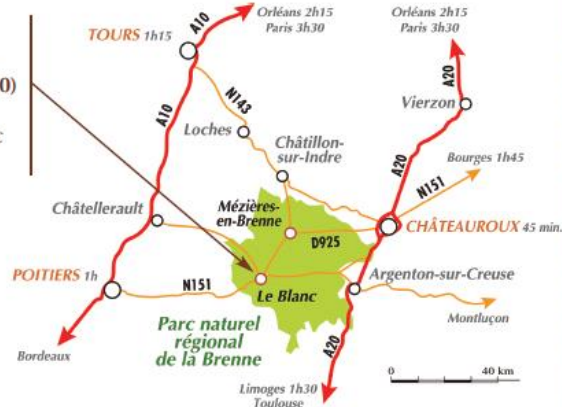 Orléans 2h15
Paris 3h30
Orléans 2h15
Paris 3h30
TOURS 1h15
A10
A20
0)
A10
N143
Vierzon
Loches
c
Châtillon-
sur-Indre
A20
N151
Bourges 1h45
Châtellerault
Mézières-
en-Brenne
D925
CHÂTEAUROUX 45 min.
POITIERS 1h
N151
Le Blanc
Argenton-sur-Creuse
Montluçon
Parc naturel
régional
de la Brenne
A20
Bordeaux
0
40 km
Limoges 1h30
Toulouse